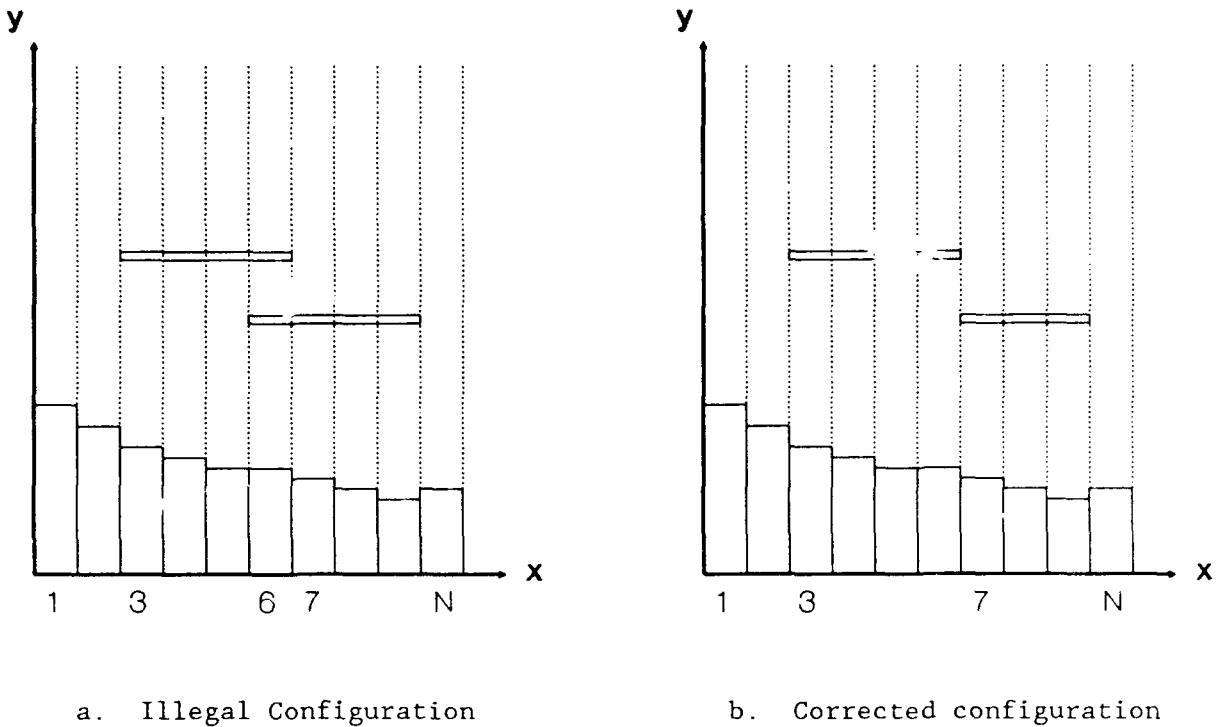 y
x
1 3 6 7 N
a. Illegal Configuration
y
x
1 3 7 N
b. Corrected configuration